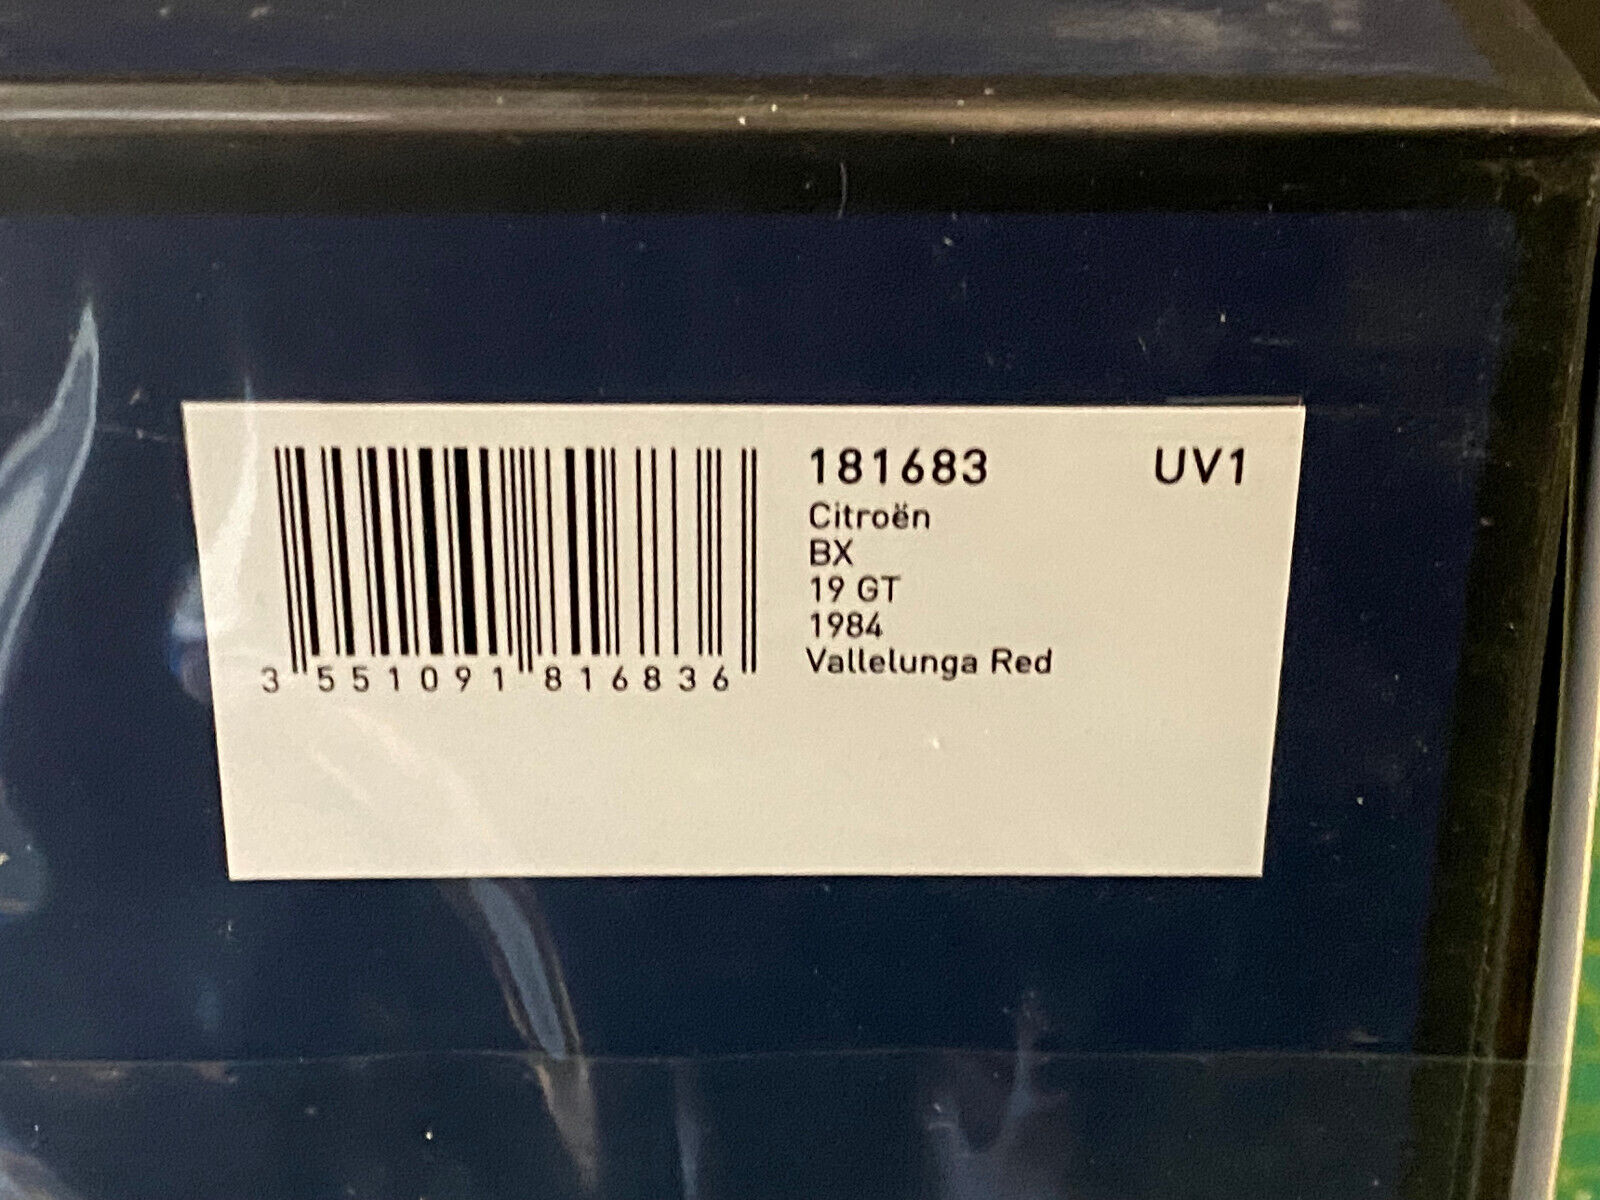 181683 UV1
Citroën
BX
19 GT
1984
Vallelunga Red
3 551091 816836